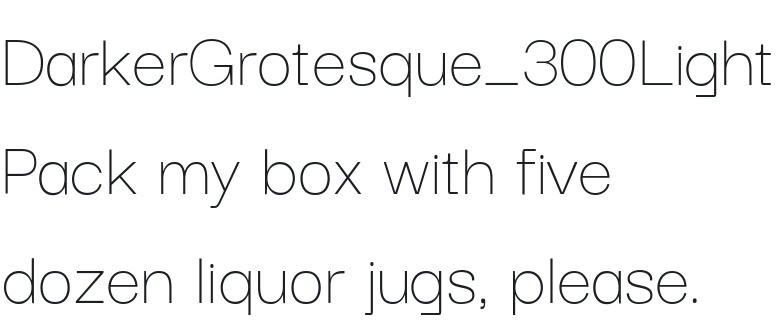 DarkerGrotesque_300Light
Pack my box with five
dozen liquor jugs, please.